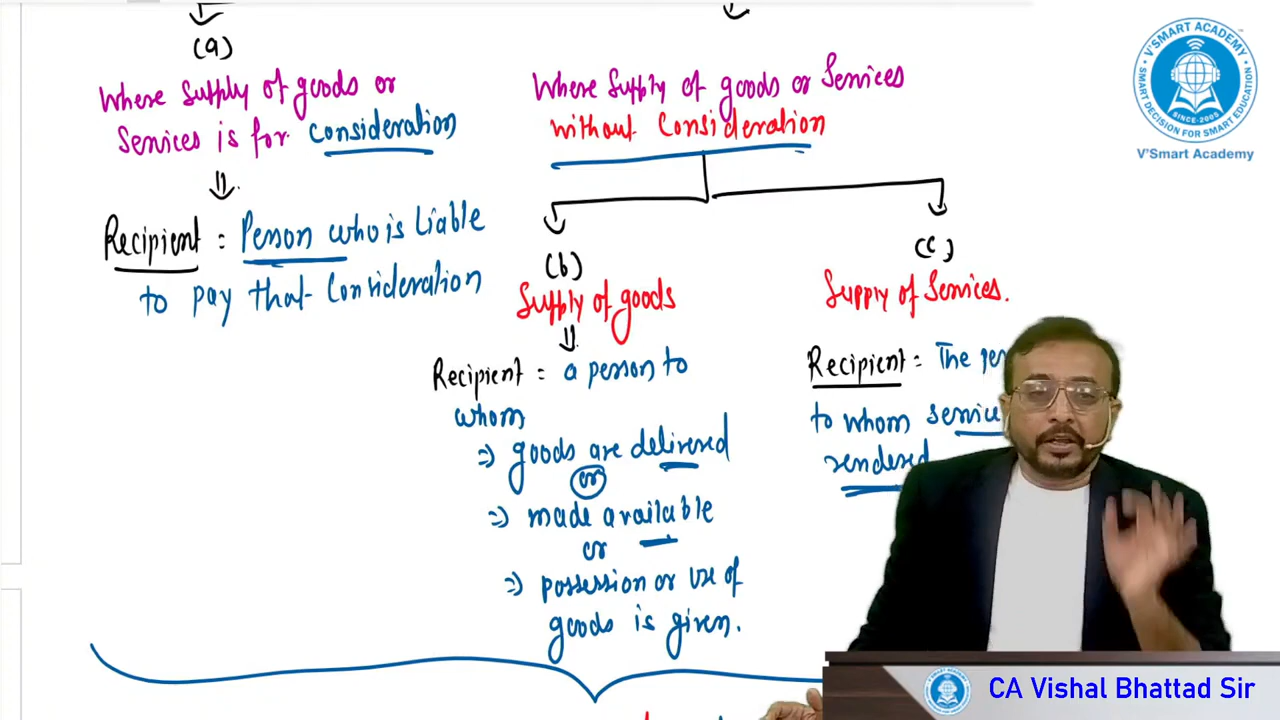 (a)
Where supply of goods or
Services is for consideration
Recipient : Person who is liable
to pay that consideration
Where supply of goods or Services
without consideration
(b)
Supply of goods
Recipient = a person to
whom
⇒ goods are delivered
or
⇒ made available
or
⇒ possession or use of
goods is given.
(c)
Supply of Services.
Recipient = The
to whom service
rendered
V'SMART ACADEMY
SMART DECISION FOR SMART EDUCATION
SINCE-2005
V'Smart Academy
CA Vishal Bhattad Sir